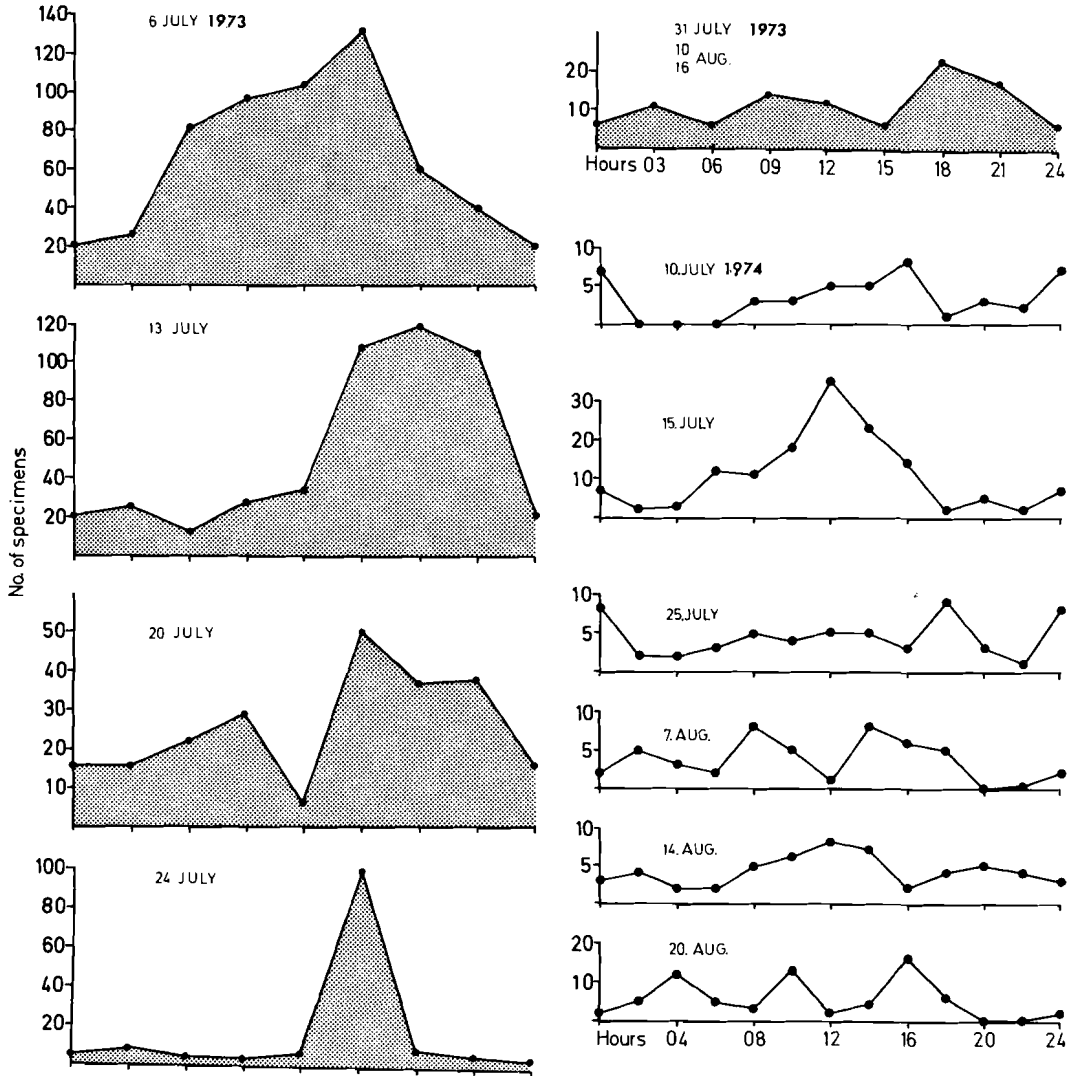 No. of specimens
6 JULY 1973
140
120
100
80
60
40
20
13 JULY
120
100
80
60
40
20
20 JULY
50
40
30
20
10
24 JULY
100
80
60
40
20
31 JULY 1973
10
16 AUG.
20
10
Hours 03 06 09 12 15 18 21 24
10.JULY 1974
10
5
15.JULY
30
20
10
25.JULY
10
5
7. AUG.
10
5
14. AUG.
10
5
20. AUG.
20
10
Hours 04 08 12 16 20 24